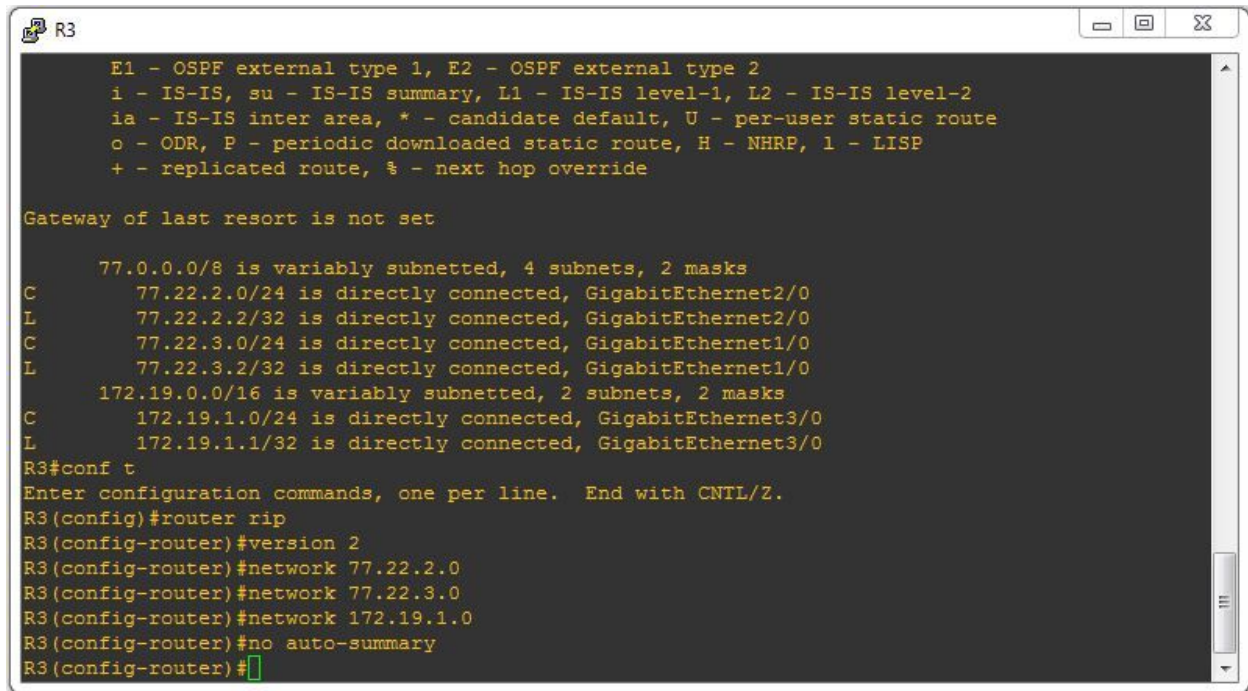 R3
E1 - OSPF external type 1, E2 - OSPF external type 2
i - IS-IS, su - IS-IS summary, L1 - IS-IS level-1, L2 - IS-IS level-2
ia - IS-IS inter area, * - candidate default, U - per-user static route
o - ODR, P - periodic downloaded static route, H - NHRP, l - LISP
+ - replicated route, % - next hop override
Gateway of last resort is not set
77.0.0.0/8 is variably subnetted, 4 subnets, 2 masks
C 77.22.2.0/24 is directly connected, GigabitEthernet2/0
L 77.22.2.2/32 is directly connected, GigabitEthernet2/0
C 77.22.3.0/24 is directly connected, GigabitEthernet1/0
L 77.22.3.2/32 is directly connected, GigabitEthernet1/0
172.19.0.0/16 is variably subnetted, 2 subnets, 2 masks
C 172.19.1.0/24 is directly connected, GigabitEthernet3/0
L 172.19.1.1/32 is directly connected, GigabitEthernet3/0
R3#conf t
Enter configuration commands, one per line.  End with CNTL/Z.
R3(config)#router rip
R3(config-router)#version 2
R3(config-router)#network 77.22.2.0
R3(config-router)#network 77.22.3.0
R3(config-router)#network 172.19.1.0
R3(config-router)#no auto-summary
R3(config-router)#